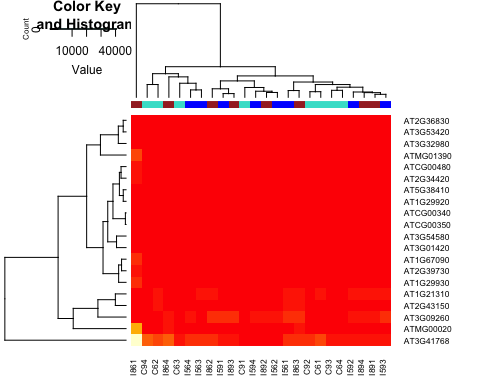 Color Key
and Histogram
Count
0
10000 40000
Value
AT2G36830
AT3G53420
AT3G32980
ATMG01390
ATCG00480
AT2G34420
AT5G38410
AT1G29920
ATCG00340
ATCG00350
AT3G54580
AT3G01420
AT1G67090
AT2G39730
AT1G29930
AT1G21310
AT2G43150
AT3G09260
ATMG00020
AT3G41768
I861 C94 C62 I864 C63 I564 I563 I862 I591 I893 C91 I594 I892 I562 I561 I863 C92 C61 C93 C64 I592 I894 I891 I593